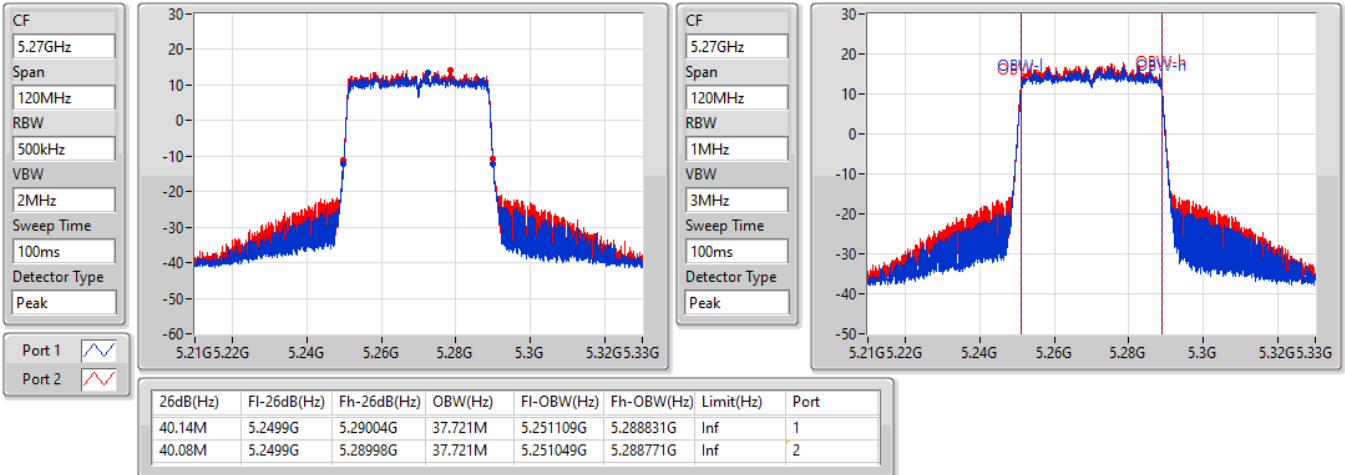 CF
5.27GHz
Span
120MHz
RBW
500kHz
VBW
2MHz
Sweep Time
100ms
Detector Type
Peak
Port 1
Port 2
30
20
10
0
-10
-20
-30
-40
-50
-60
5.21G 5.22G 5.24G 5.26G 5.28G 5.3G 5.32G 5.33G
CF
5.27GHz
Span
120MHz
RBW
1MHz
VBW
3MHz
Sweep Time
100ms
Detector Type
Peak
30
20
10
0
-10
-20
-30
-40
-50
OBW-l OBW-h
5.21G 5.22G 5.24G 5.26G 5.28G 5.3G 5.32G 5.33G
26dB(Hz) Fl-26dB(Hz) Fh-26dB(Hz) OBW(Hz) Fl-OBW(Hz) Fh-OBW(Hz) Limit(Hz) Port
40.14M 5.2499G 5.29004G 37.721M 5.251109G 5.288831G Inf 1
40.08M 5.2499G 5.28998G 37.721M 5.251049G 5.288771G Inf 2